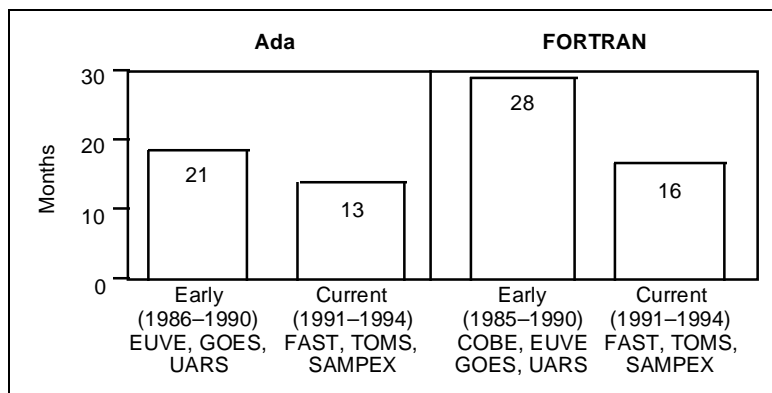 Ada FORTRAN
Months
30
20
10
0
21
13
28
16
Early
(1986–1990)
EUVE, GOES,
UARS
Current
(1991–1994)
FAST, TOMS,
SAMPEX
Early
(1985–1990)
COBE, EUVE
GOES, UARS
Current
(1991–1994)
FAST, TOMS,
SAMPEX